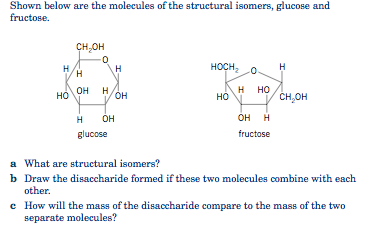 Shown below are the molecules of the structural isomers, glucose and
fructose.
CH₂OH
O
H
H
H
HO
OH
H
OH
H
OH
glucose
HOCH₂
O
H
HO
H
HO
CH₂OH
OH
H
fructose
a What are structural isomers?
b Draw the disaccharide formed if these two molecules combine with each
other.
c How will the mass of the disaccharide compare to the mass of the two
separate molecules?